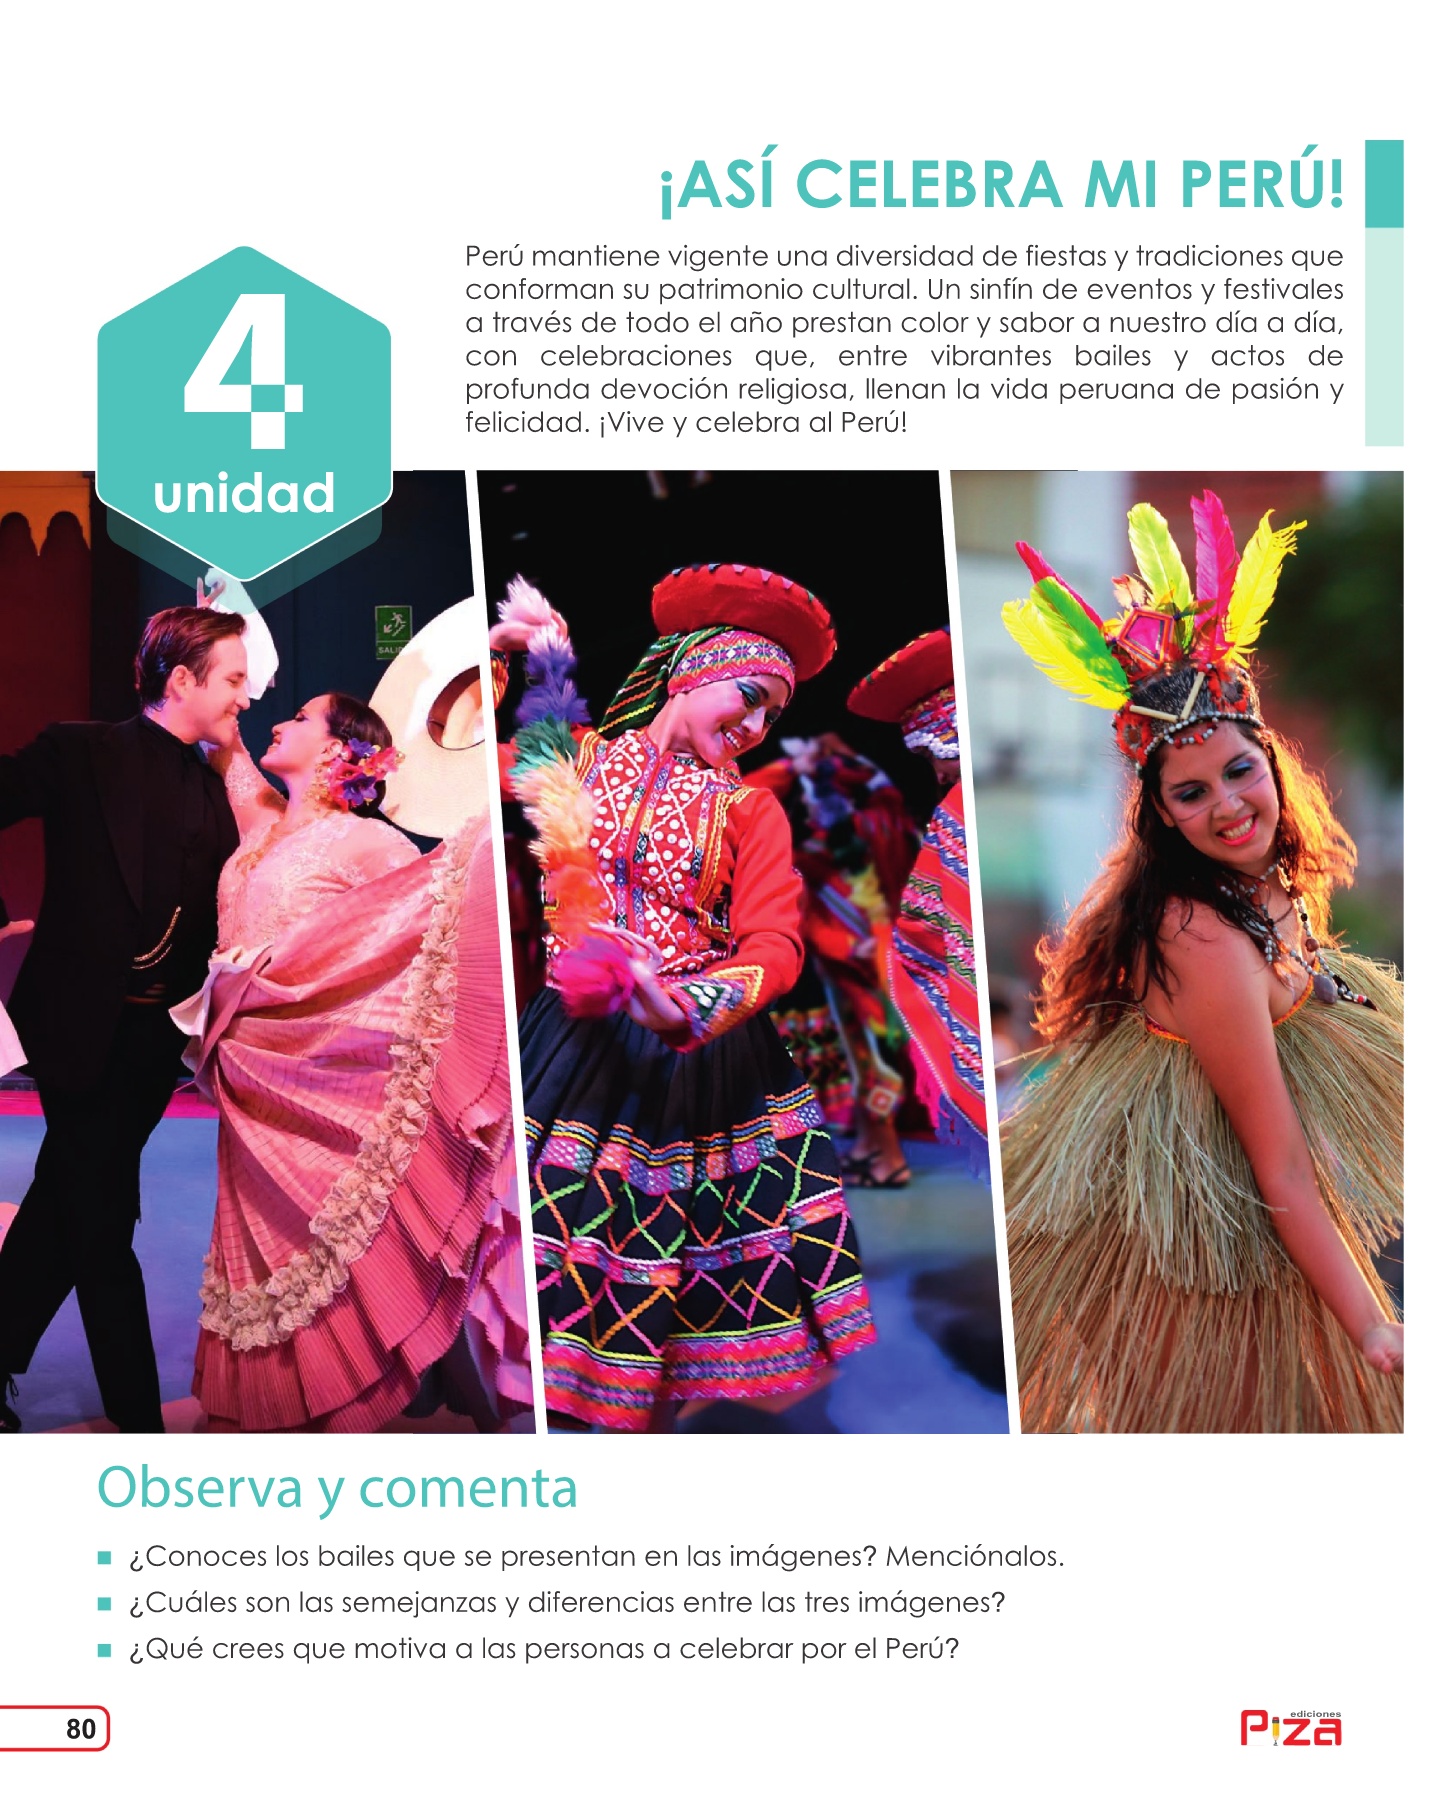 ¡ASÍ CELEBRA MI PERÚ!
Perú mantiene vigente una diversidad de fiestas y tradiciones que
conforman su patrimonio cultural. Un sinfín de eventos y festivales
a través de todo el año prestan color y sabor a nuestro día a día,
con celebraciones que, entre vibrantes bailes y actos de
profunda devoción religiosa, llenan la vida peruana de pasión y
felicidad. ¡Vive y celebra al Perú!
4
unidad
SALID
Observa y comenta
¿Conoces los bailes que se presentan en las imágenes? Menciónalos.
¿Cuáles son las semejanzas y diferencias entre las tres imágenes?
¿Qué crees que motiva a las personas a celebrar por el Perú?
80
ediciones
Piza